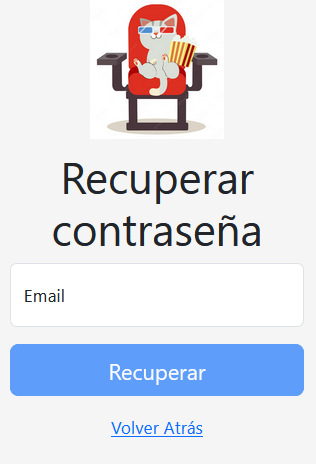 Recuperar
contraseña
Email
Recuperar
Volver Atrás